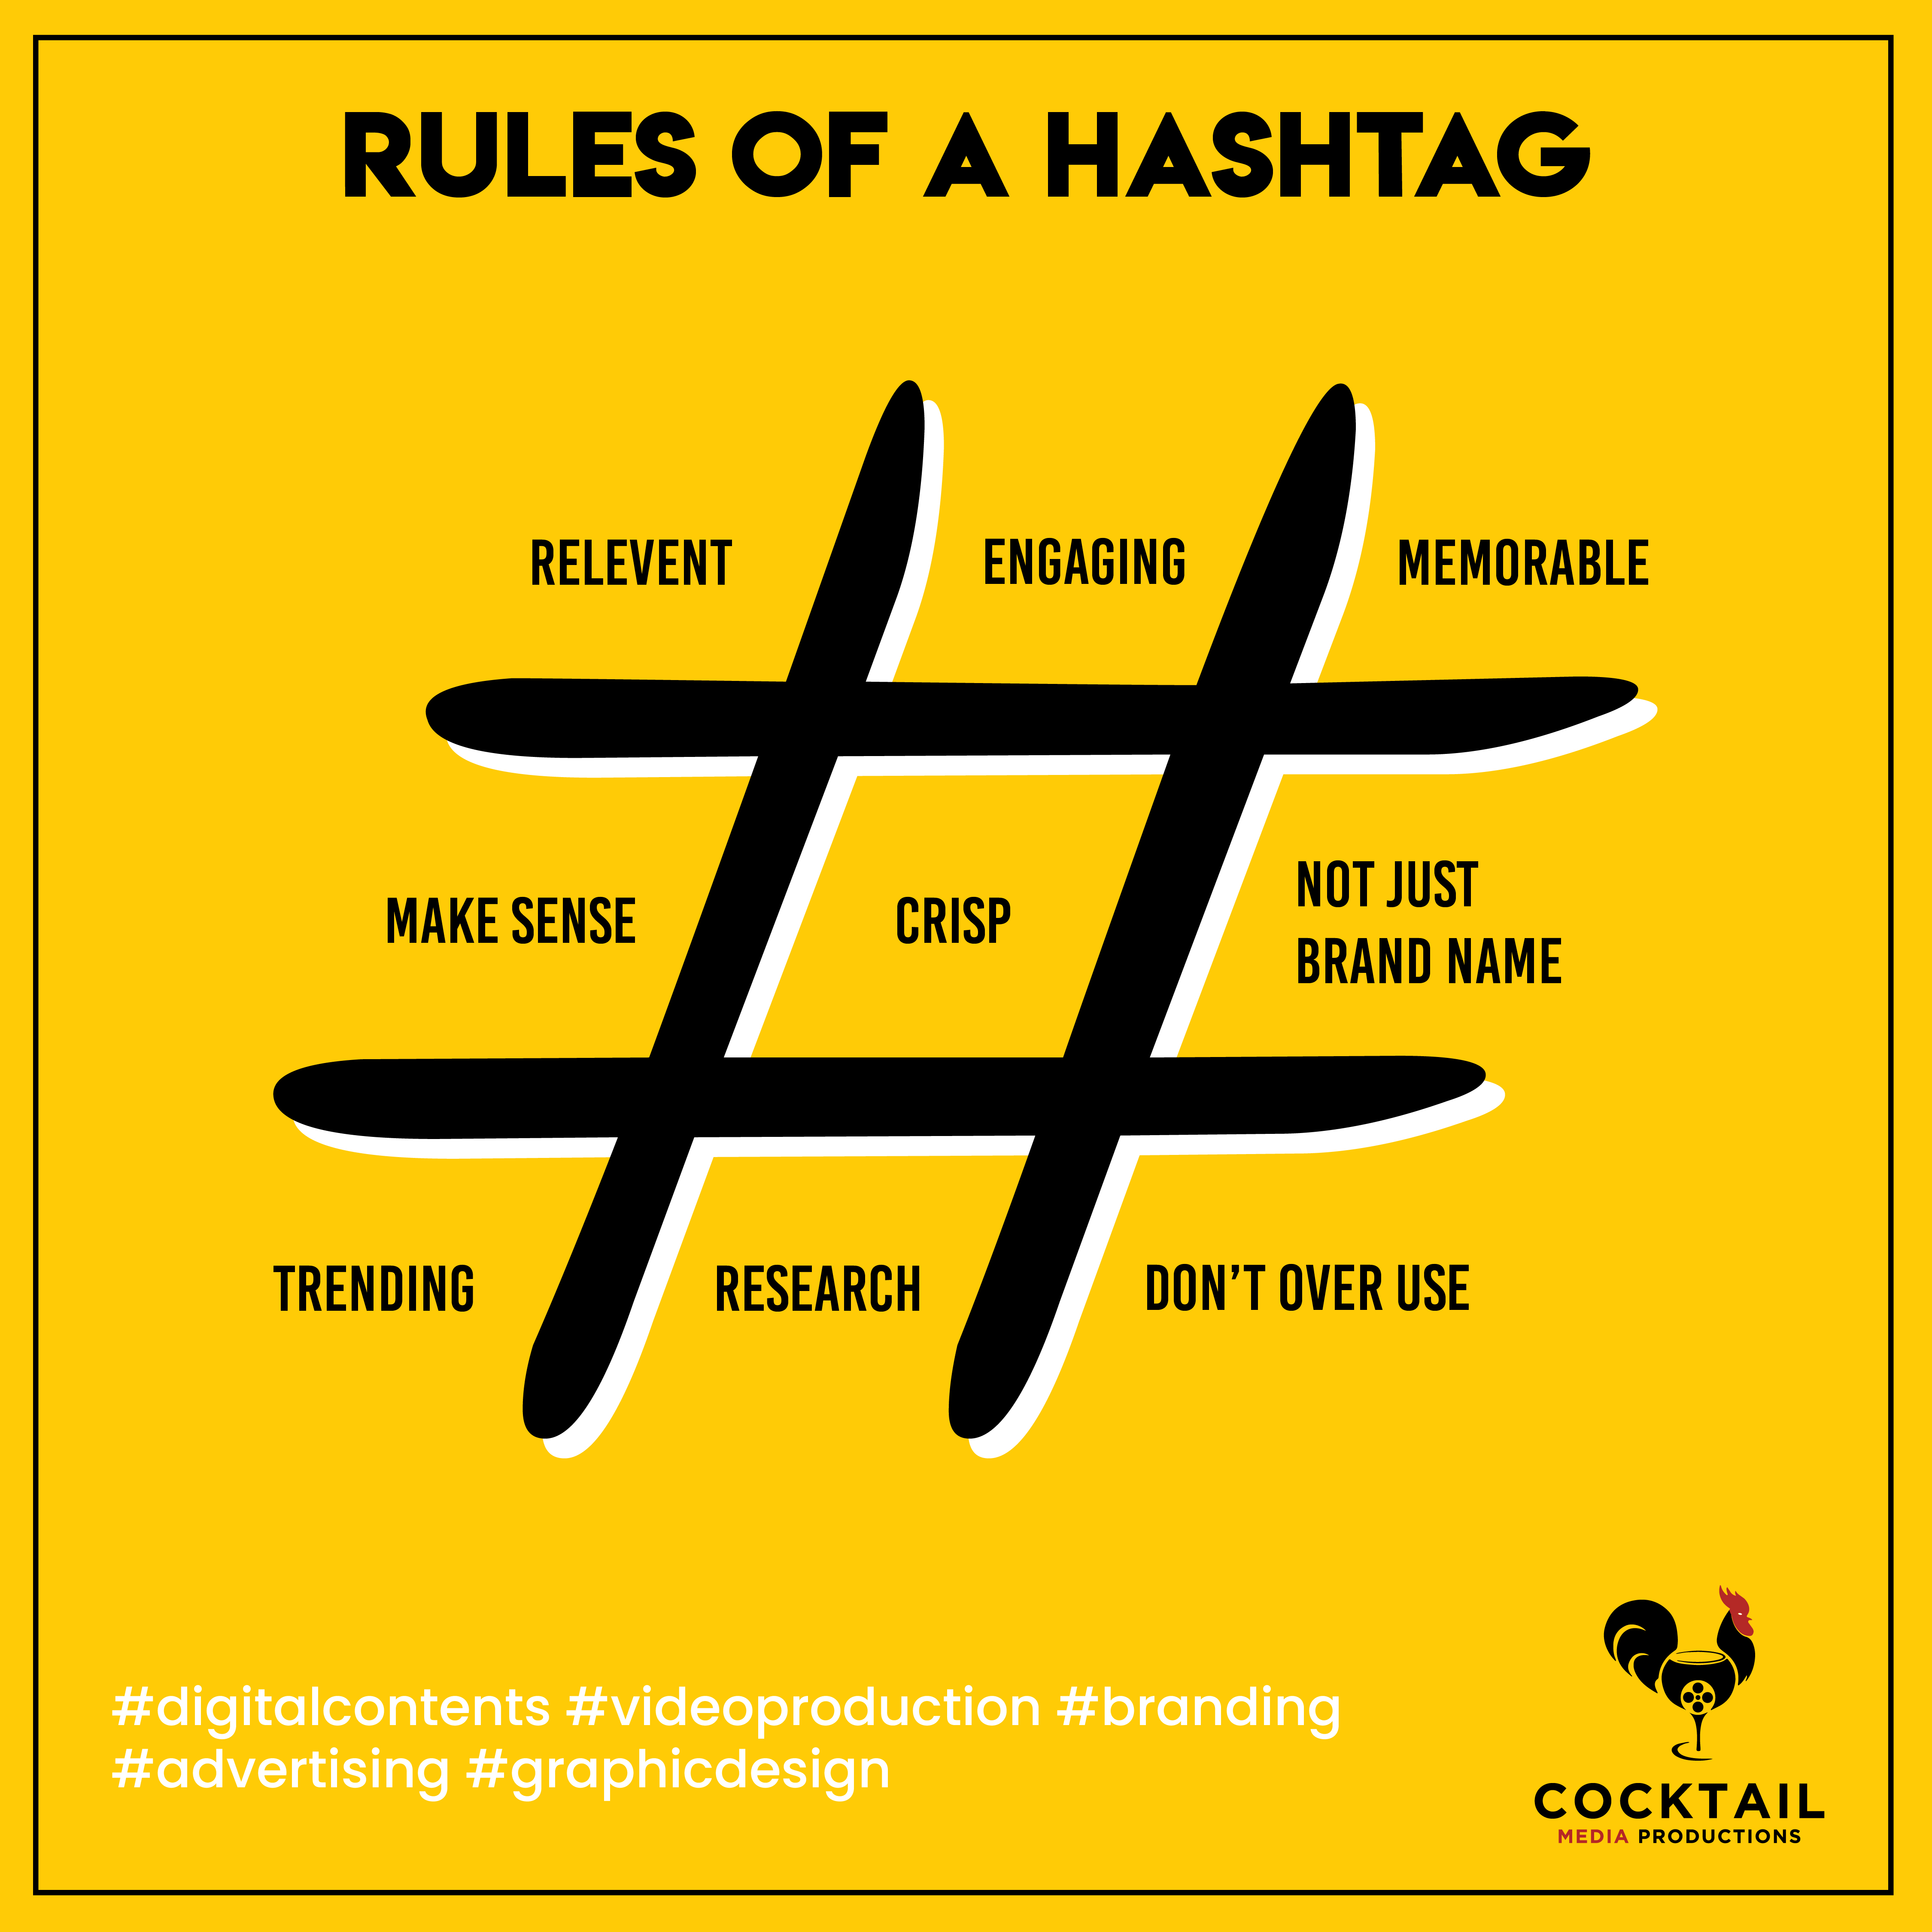 RULES OF A HASHTAG
RELEVENT
ENGAGING
MEMORABLE
MAKE SENSE
CRISP
NOT JUST
BRAND NAME
TRENDING
RESEARCH
DON'T OVER USE
#digitalcontents #videoproduction #branding
#advertising #graphicdesign
COCKTAIL
MEDIA PRODUCTIONS